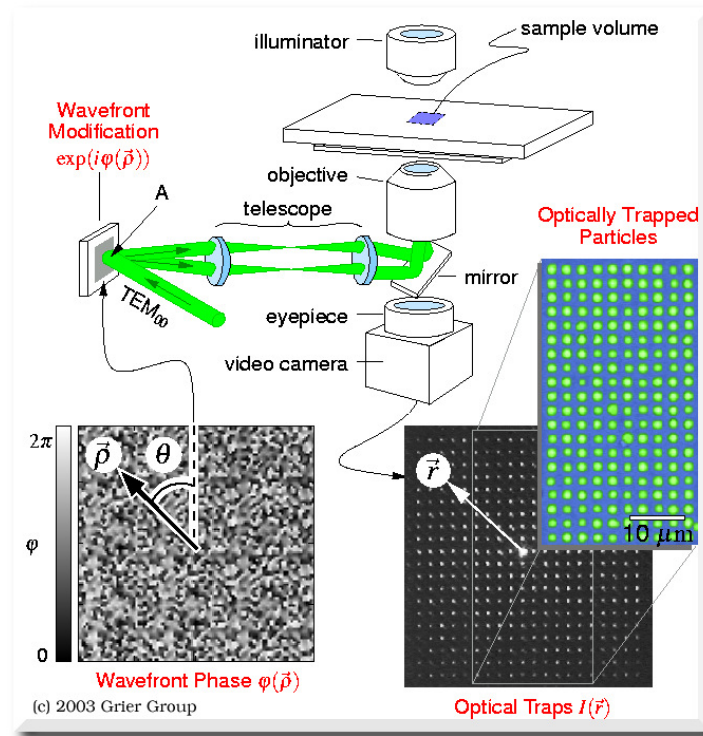 illuminator
sample volume
Wavefront
Modification
exp(iφ(ρ⃗))
A
objective
telescope
Optically Trapped
Particles
mirror
TEM₀₀
eyepiece
video camera
2π
ρ⃗
θ
r⃗
10 μm
φ
0
Wavefront Phase φ(ρ⃗)
Optical Traps I(r⃗)
(c) 2003 Grier Group